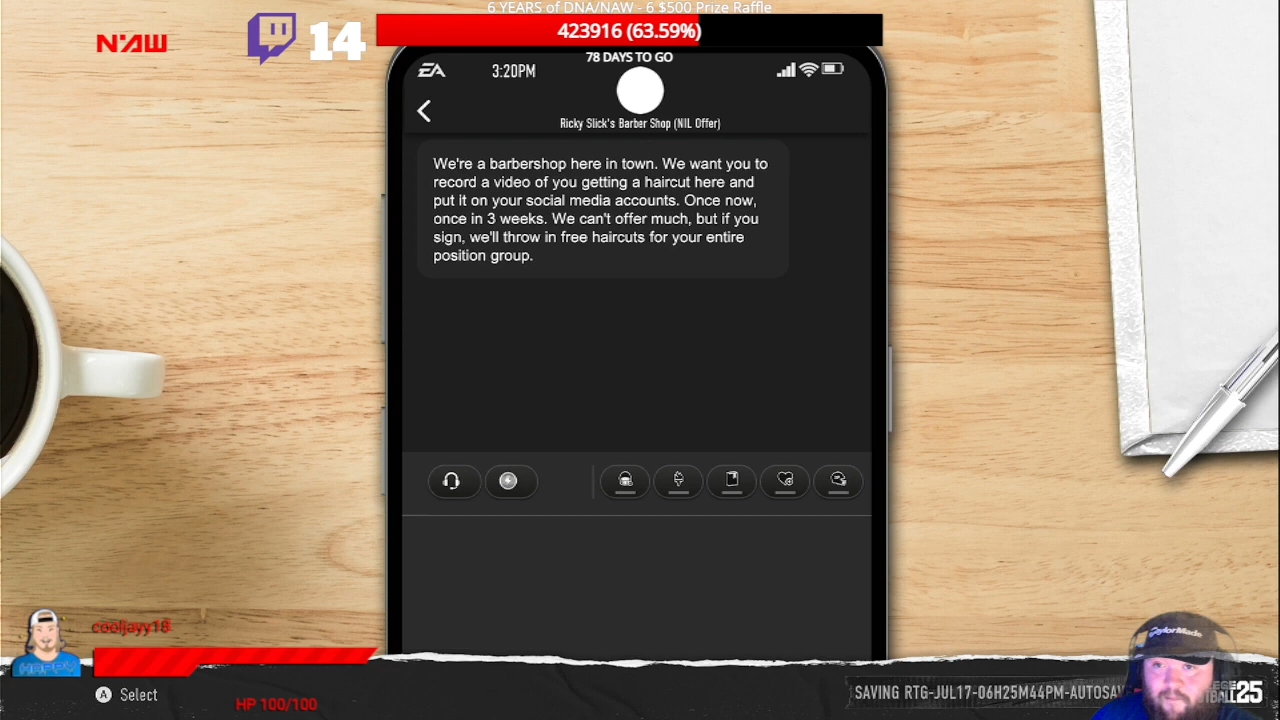 6 YEARS of DNA/NAW - 6 $500 Prize Raffle
NAW
14
423916 (63.59%)
78 DAYS TO GO
EA
3:20PM
Ricky Slick's Barber Shop (NIL Offer)
We're a barbershop here in town. We want you to
record a video of you getting a haircut here and
put it on your social media accounts. Once now,
once in 3 weeks. We can't offer much, but if you
sign, we'll throw in free haircuts for your entire
position group.
cooljayy18
HAPPY
A Select
HP 100/100
SAVING RTG-JUL17-06H25M44PM-AUTOSAV
TaylorMade
25